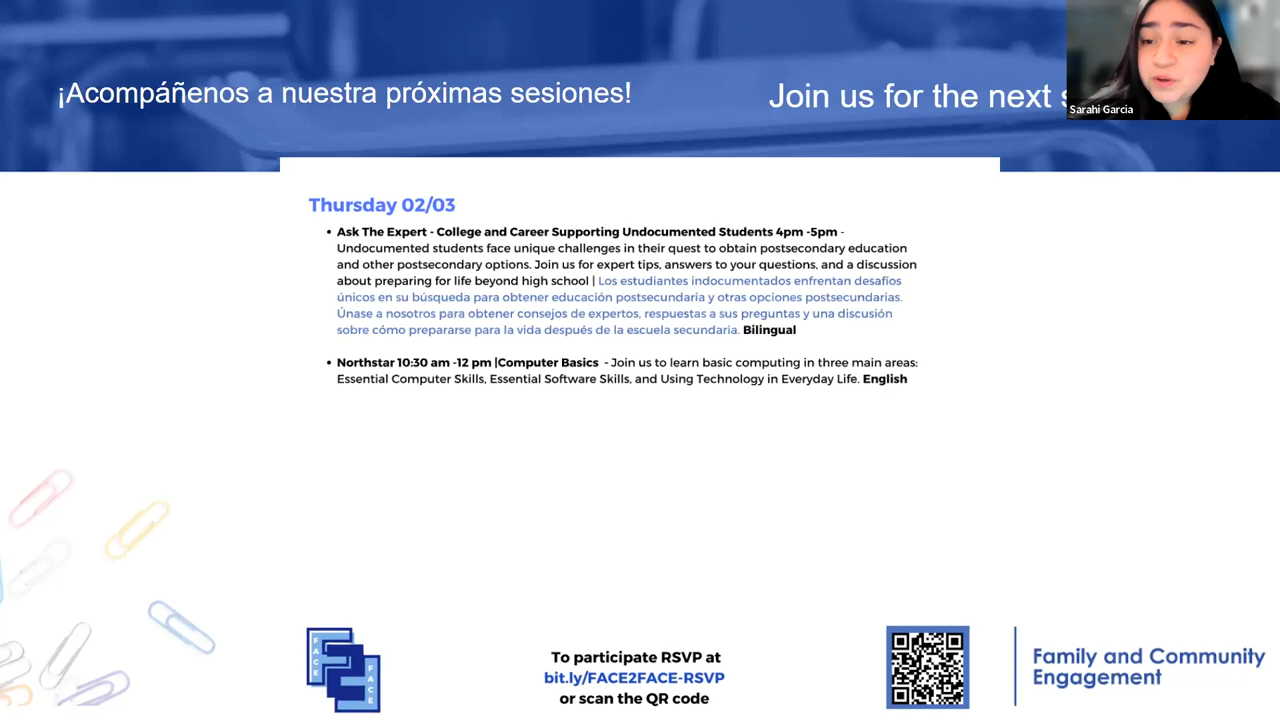 ¡Acompáñenos a nuestra próximas sesiones!
Join us for the next
Sarahi Garcia
Thursday 02/03
• Ask The Expert - College and Career Supporting Undocumented Students 4pm -5pm -
Undocumented students face unique challenges in their quest to obtain postsecondary education
and other postsecondary options. Join us for expert tips, answers to your questions, and a discussion
about preparing for life beyond high school | Los estudiantes indocumentados enfrentan desafíos
únicos en su búsqueda para obtener educación postsecundaria y otras opciones postsecundarias.
Únase a nosotros para obtener consejos de expertos, respuestas a sus preguntas y una discusión
sobre cómo prepararse para la vida después de la escuela secundaria. Bilingual
• Northstar 10:30 am -12 pm |Computer Basics - Join us to learn basic computing in three main areas:
Essential Computer Skills, Essential Software Skills, and Using Technology in Everyday Life. English
FACE
FACE
To participate RSVP at
bit.ly/FACE2FACE-RSVP
or scan the QR code
Family and Community
Engagement